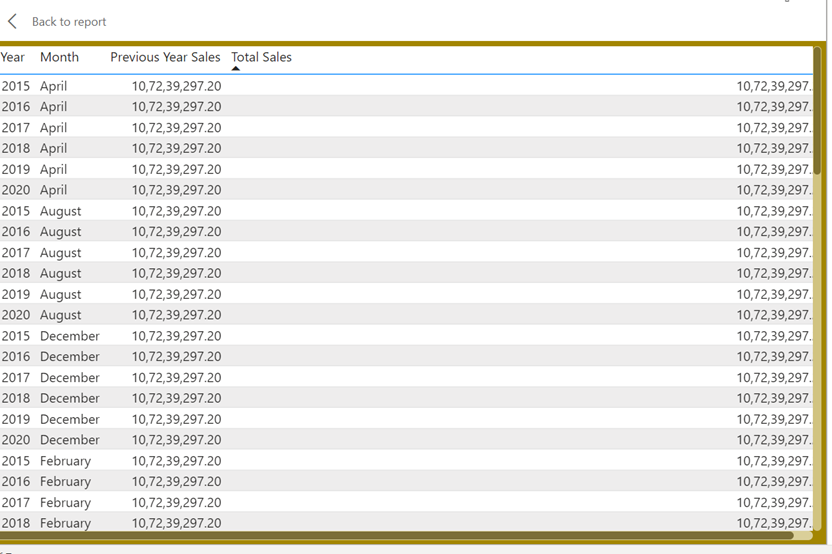 Back to report
Year Month Previous Year Sales Total Sales
2015 April 10,72,39,297.20 10,72,39,297.
2016 April 10,72,39,297.20 10,72,39,297.
2017 April 10,72,39,297.20 10,72,39,297.
2018 April 10,72,39,297.20 10,72,39,297.
2019 April 10,72,39,297.20 10,72,39,297.
2020 April 10,72,39,297.20 10,72,39,297.
2015 August 10,72,39,297.20 10,72,39,297.
2016 August 10,72,39,297.20 10,72,39,297.
2017 August 10,72,39,297.20 10,72,39,297.
2018 August 10,72,39,297.20 10,72,39,297.
2019 August 10,72,39,297.20 10,72,39,297.
2020 August 10,72,39,297.20 10,72,39,297.
2015 December 10,72,39,297.20 10,72,39,297.
2016 December 10,72,39,297.20 10,72,39,297.
2017 December 10,72,39,297.20 10,72,39,297.
2018 December 10,72,39,297.20 10,72,39,297.
2019 December 10,72,39,297.20 10,72,39,297.
2020 December 10,72,39,297.20 10,72,39,297.
2015 February 10,72,39,297.20 10,72,39,297.
2016 February 10,72,39,297.20 10,72,39,297.
2017 February 10,72,39,297.20 10,72,39,297.
2018 February 10,72,39,297.20 10,72,39,297.